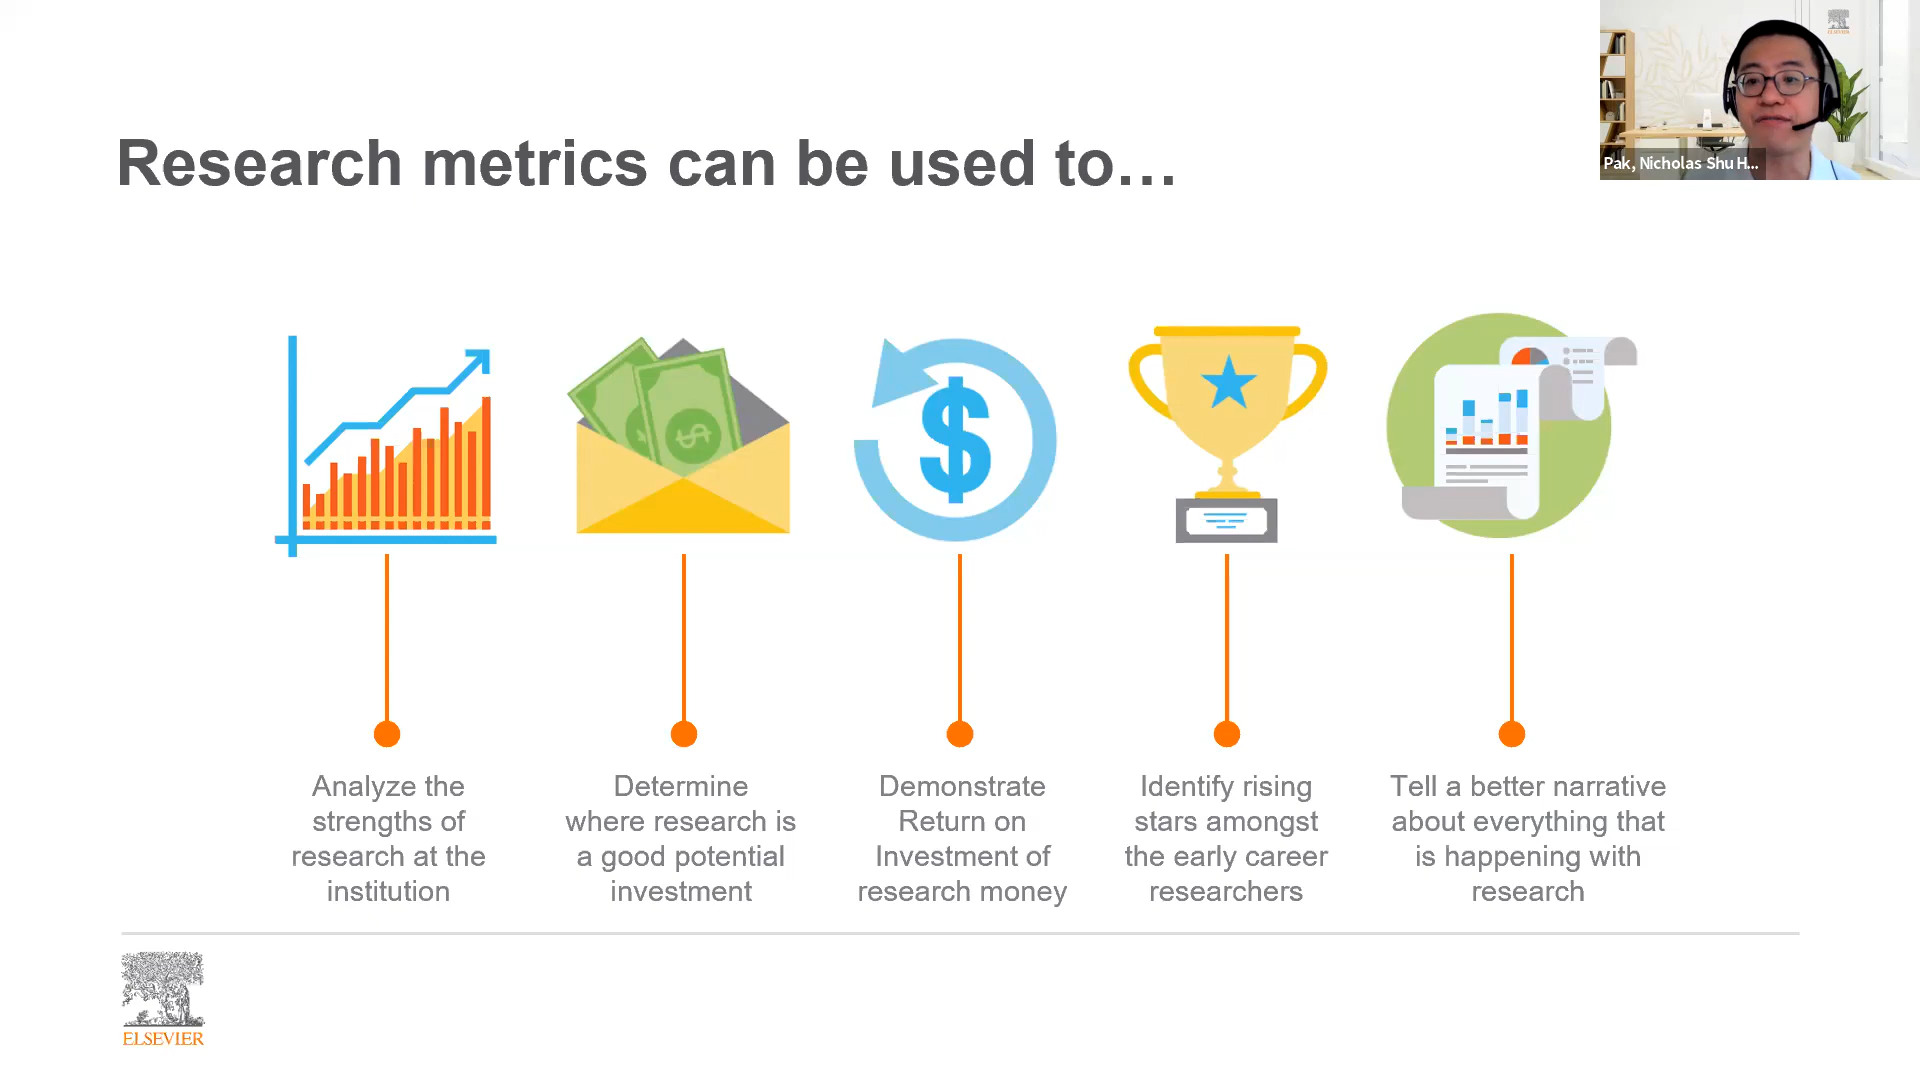 Research metrics can be used to…
ELSEVIER
Pak, Nicholas Shu H...
Analyze the
strengths of
research at the
institution
Determine
where research is
a good potential
investment
Demonstrate
Return on
Investment of
research money
Identify rising
stars amongst
the early career
researchers
Tell a better narrative
about everything that
is happening with
research
ELSEVIER